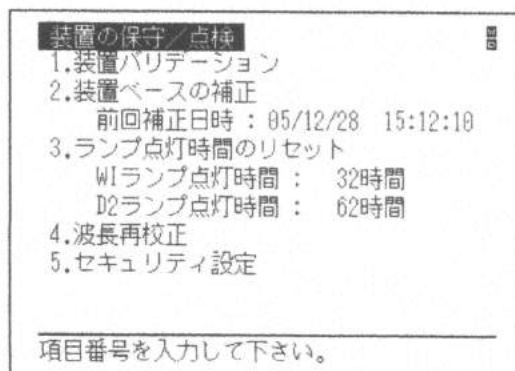 装置の保守／点検
1.装置バリデーション
2.装置ベースの補正
前回補正日時 : 05/12/28 15:12:10
3.ランプ点灯時間のリセット
WIランプ点灯時間 : 32時間
D2ランプ点灯時間 : 62時間
4.波長再校正
5.セキュリティ設定
項目番号を入力して下さい。